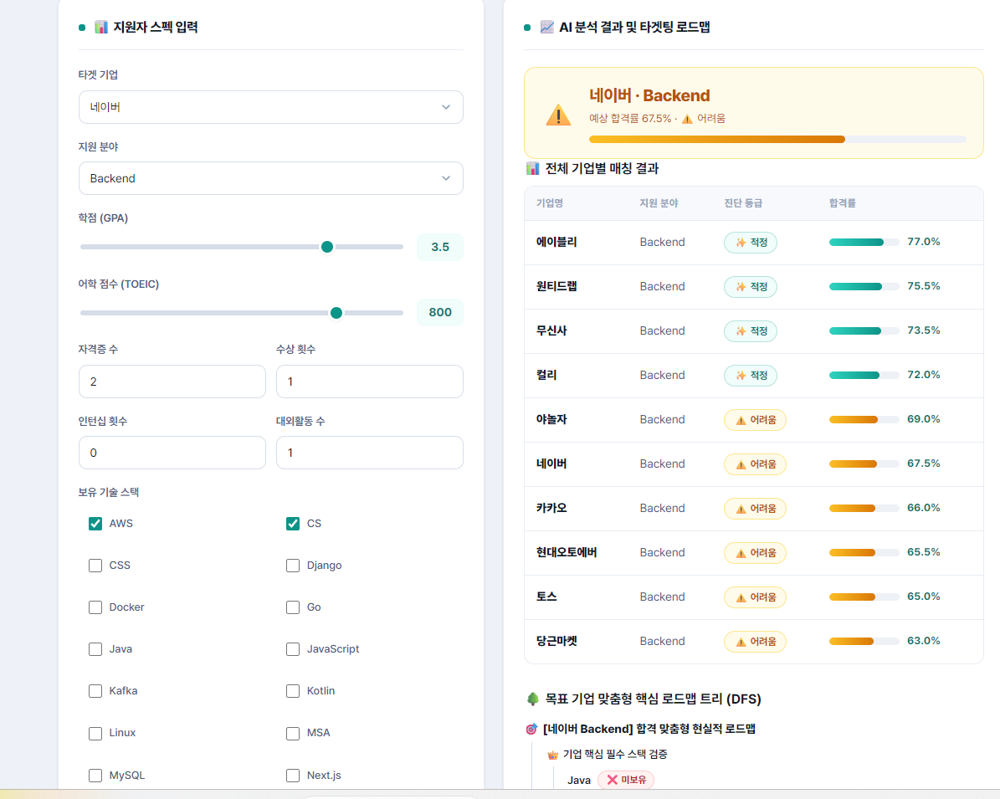 📊 지원자 스펙 입력
타겟 기업
네이버
지원 분야
Backend
학점 (GPA)
3.5
어학 점수 (TOEIC)
800
자격증 수 수상 횟수
2 1
인턴십 횟수 대외활동 수
0 1
보유 기술 스택
AWS CS
CSS Django
Docker Go
Java JavaScript
Kafka Kotlin
Linux MSA
MySQL Next.js
📈 AI 분석 결과 및 타겟팅 로드맵
네이버 · Backend
예상 합격률 67.5% · ⚠️ 어려움
📊 전체 기업별 매칭 결과
기업명 지원 분야 진단 등급 합격률
에이블리 Backend ✨ 적정 77.0%
원티드랩 Backend ✨ 적정 75.5%
무신사 Backend ✨ 적정 73.5%
컬리 Backend ✨ 적정 72.0%
야놀자 Backend ⚠️ 어려움 69.0%
네이버 Backend ⚠️ 어려움 67.5%
카카오 Backend ⚠️ 어려움 66.0%
현대오토에버 Backend ⚠️ 어려움 65.5%
토스 Backend ⚠️ 어려움 65.0%
당근마켓 Backend ⚠️ 어려움 63.0%
🌳 목표 기업 맞춤형 핵심 로드맵 트리 (DFS)
🎯 [네이버 Backend] 합격 맞춤형 현실적 로드맵
👑 기업 핵심 필수 스택 검증
Java ❌ 미보유